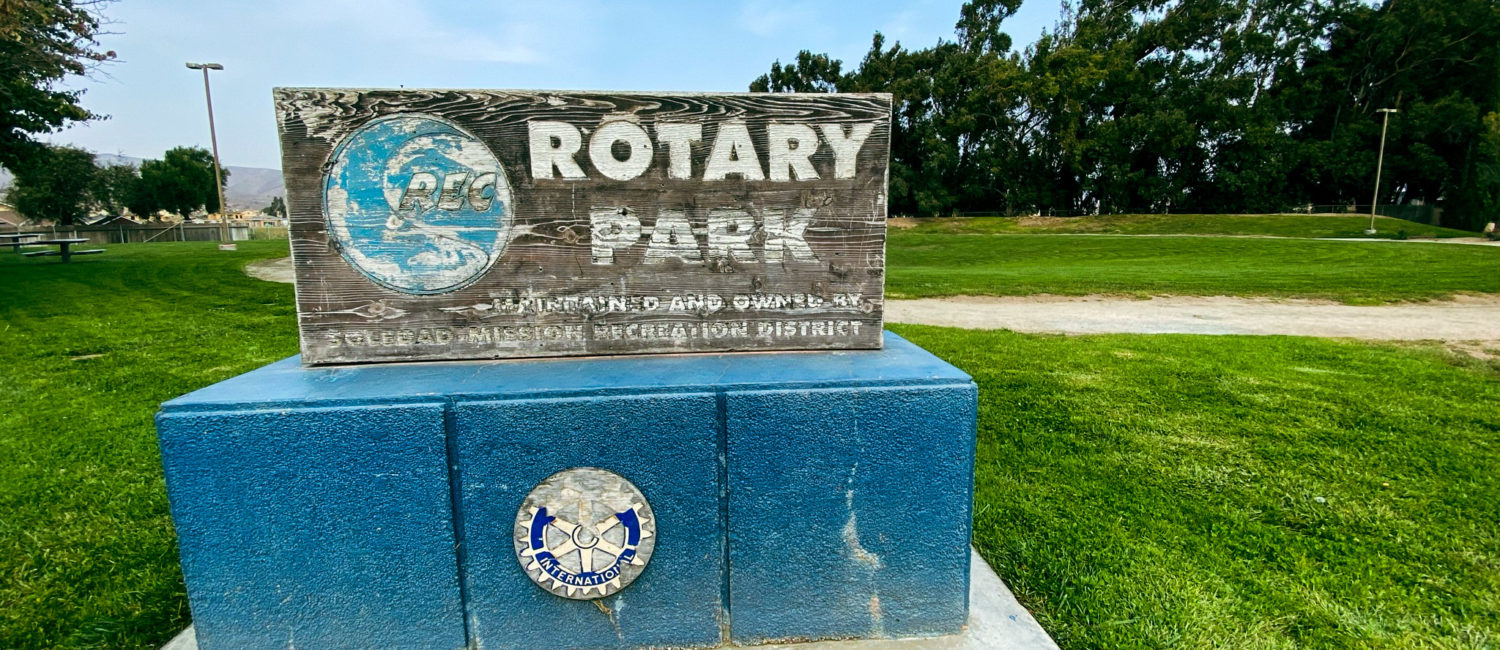 REC
ROTARY
PARK
MAINTAINED AND OWNED BY
SOLEDAD-MISSION RECREATION DISTRICT
INTERNATIONAL